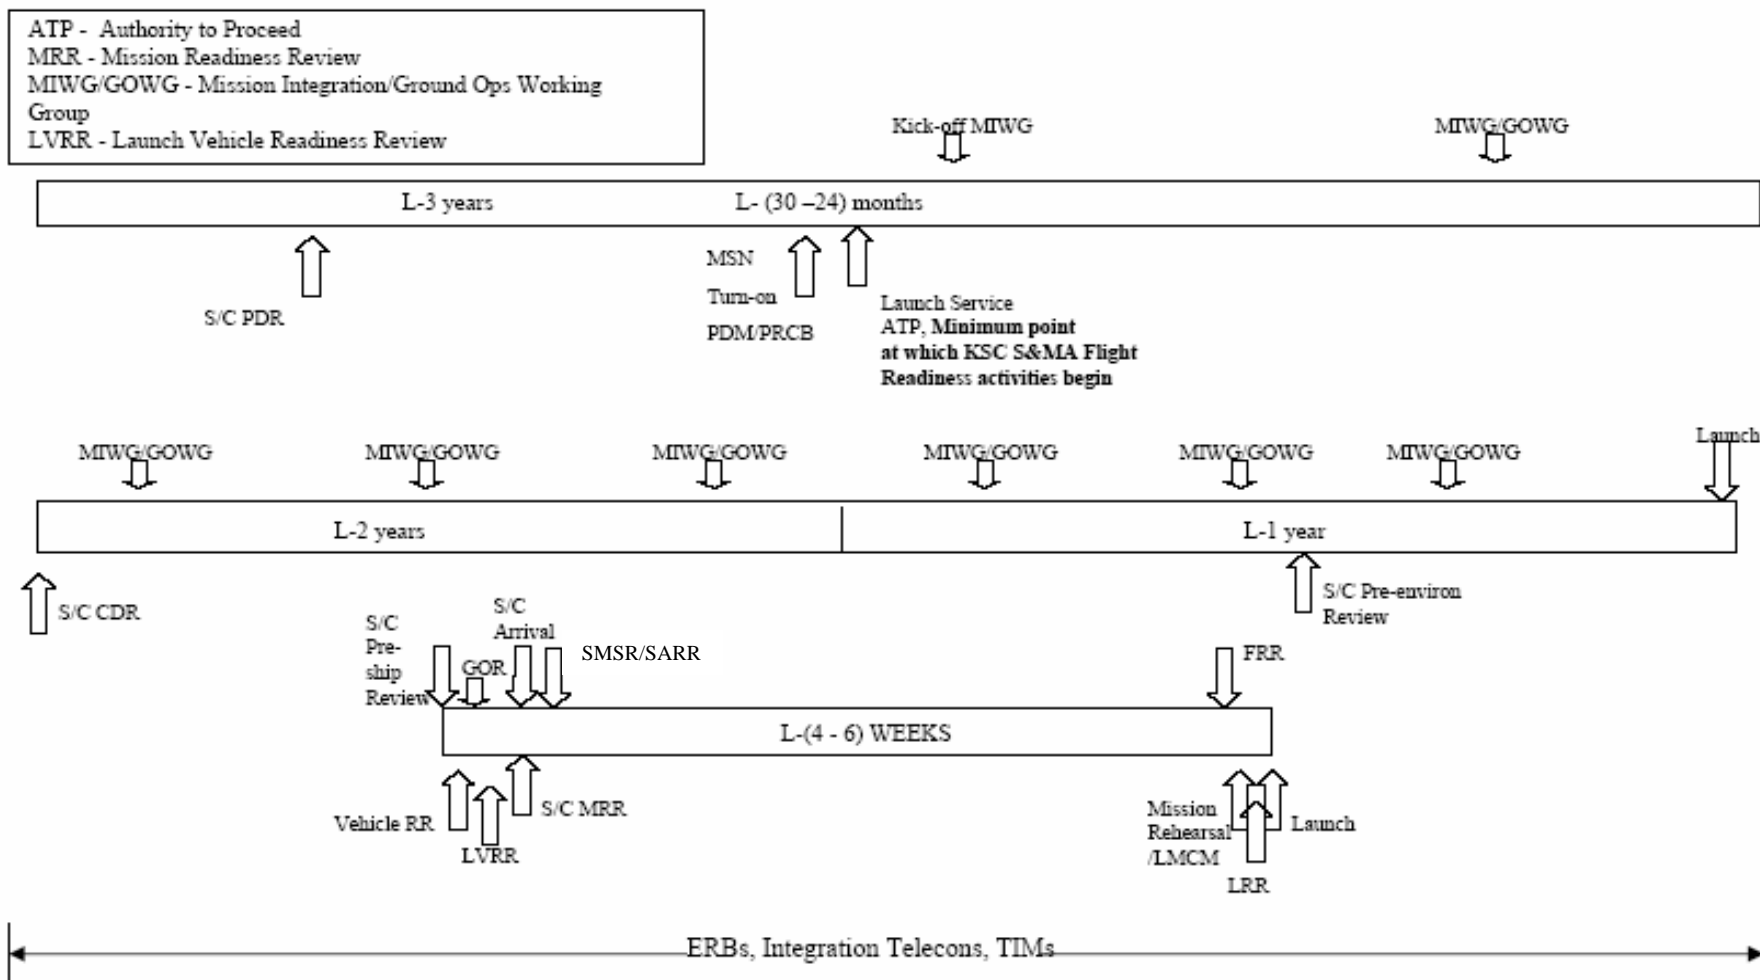 ATP - Authority to Proceed
MRR - Mission Readiness Review
MIWG/GOWG - Mission Integration/Ground Ops Working
Group
LVRR - Launch Vehicle Readiness Review
Kick-off MIWG
MIWG/GOWG
L-3 years
L- (30 –24) months
S/C PDR
MSN
Turn-on
PDM/PRCB
Launch Service
ATP, Minimum point
at which KSC S&MA Flight
Readiness activities begin
MIWG/GOWG
MIWG/GOWG
MIWG/GOWG
MIWG/GOWG
MIWG/GOWG
MIWG/GOWG
Launch
L-2 years
L-1 year
S/C CDR
S/C Pre-environ
Review
S/C
Pre-
ship
Review
GOR
S/C
Arrival
SMSR/SARR
FRR
L-(4 - 6) WEEKS
Vehicle RR
LVRR
S/C MRR
Mission
Rehearsal
/LMCM
LRR
Launch
ERBs, Integration Telecons, TIMs